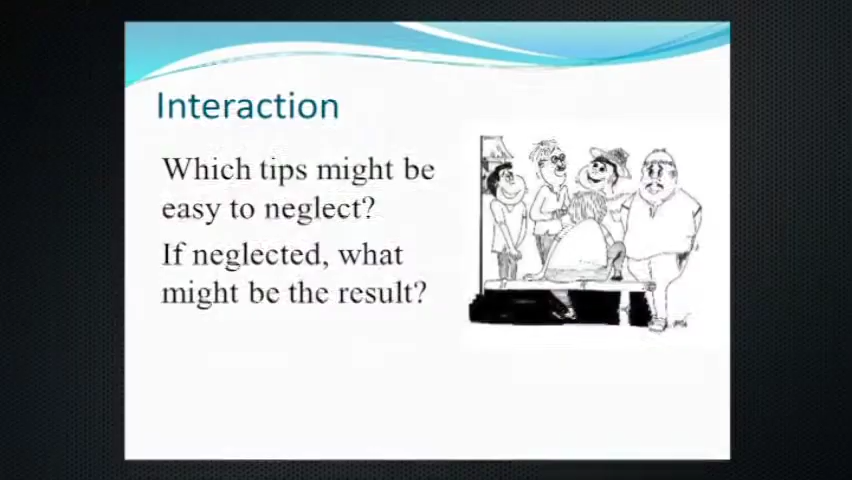 Interaction
Which tips might be
easy to neglect?
If neglected, what
might be the result?